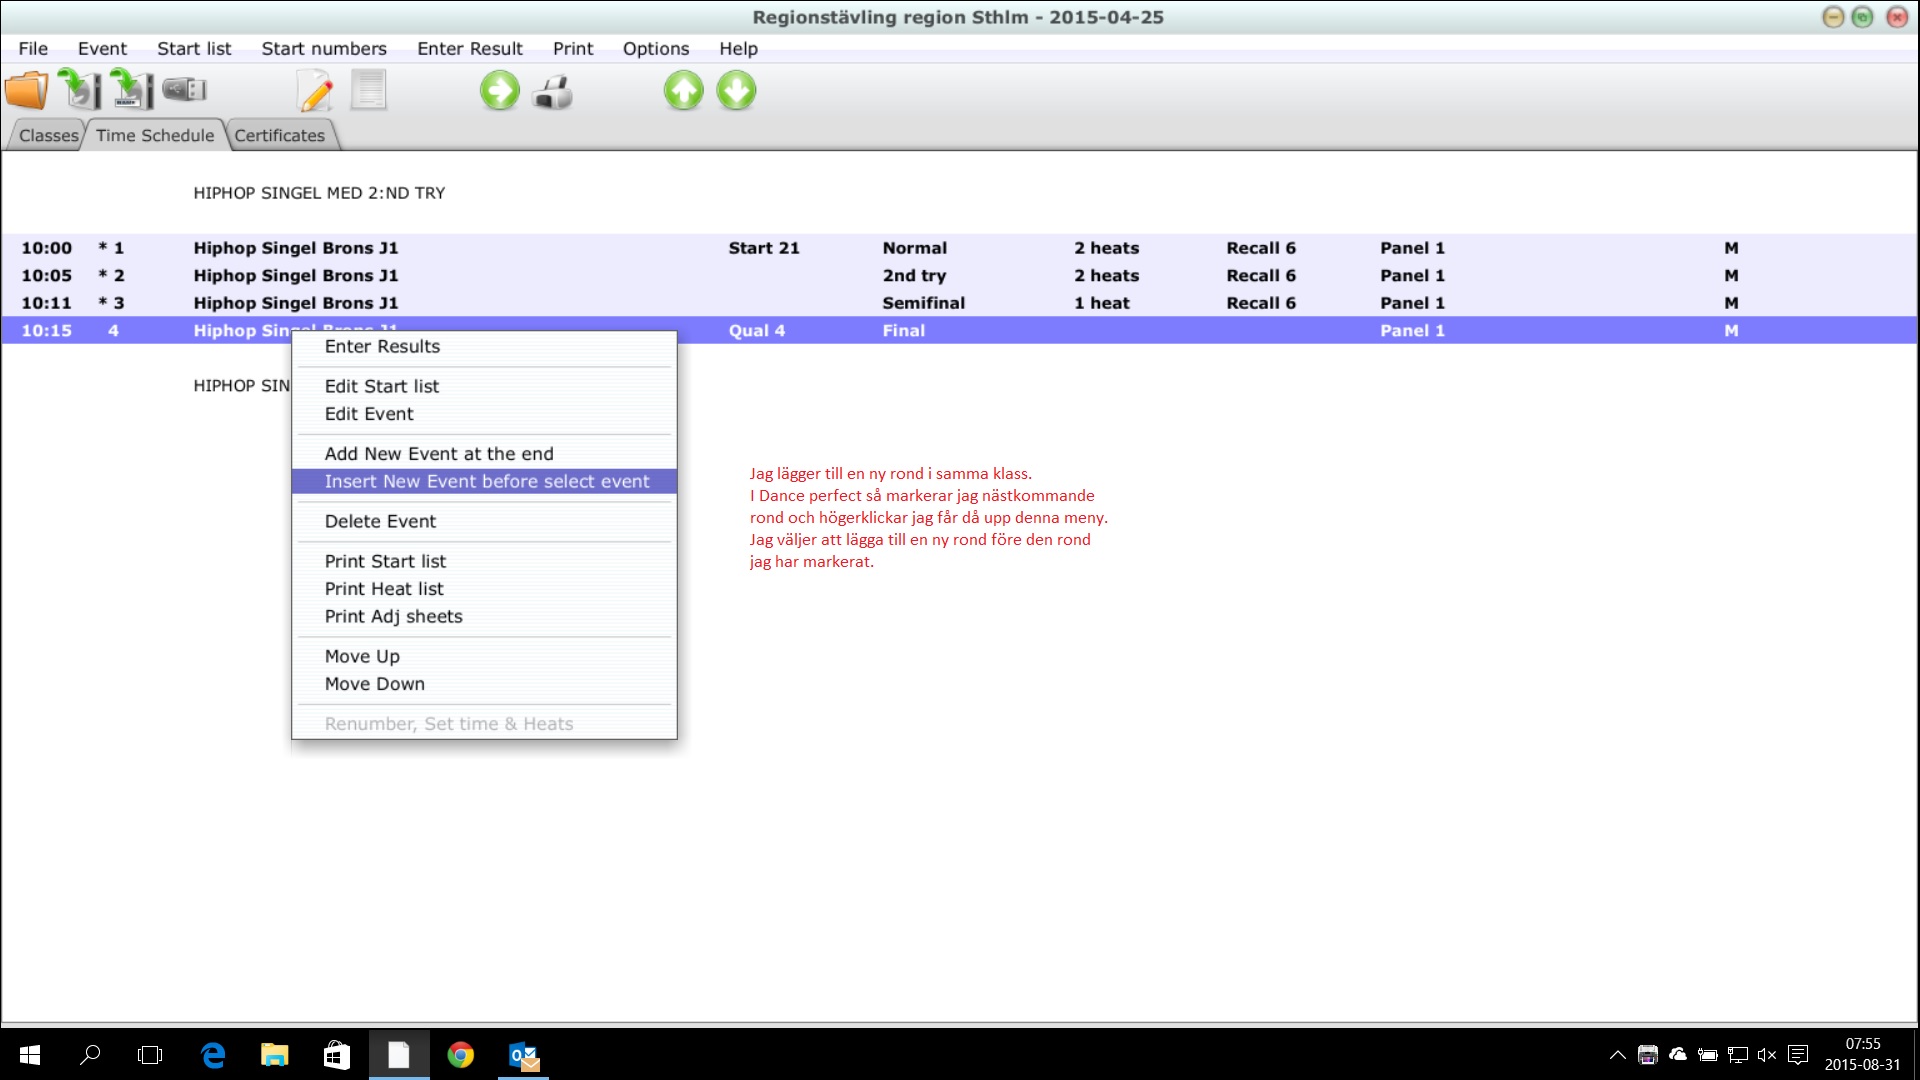 Regionstävling region Sthlm - 2015-04-25
File Event Start list Start numbers Enter Result Print Options Help
Classes Time Schedule Certificates
HIPHOP SINGEL MED 2:ND TRY
10:00 * 1 Hiphop Singel Brons J1 Start 21 Normal 2 heats Recall 6 Panel 1 M
10:05 * 2 Hiphop Singel Brons J1 2nd try 2 heats Recall 6 Panel 1 M
10:11 * 3 Hiphop Singel Brons J1 Semifinal 1 heat Recall 6 Panel 1 M
10:15 4 Hiphop Singel Brons J1 Qual 4 Final Panel 1 M
HIPHOP SIN
Enter Results
Edit Start list
Edit Event
Add New Event at the end
Insert New Event before select event
Delete Event
Print Start list
Print Heat list
Print Adj sheets
Move Up
Move Down
Renumber, Set time & Heats
Jag lägger till en ny rond i samma klass.
I Dance perfect så markerar jag nästkommande
rond och högerklickar jag får då upp denna meny.
Jag väljer att lägga till en ny rond före den rond
jag har markerat.
07:55
2015-08-31